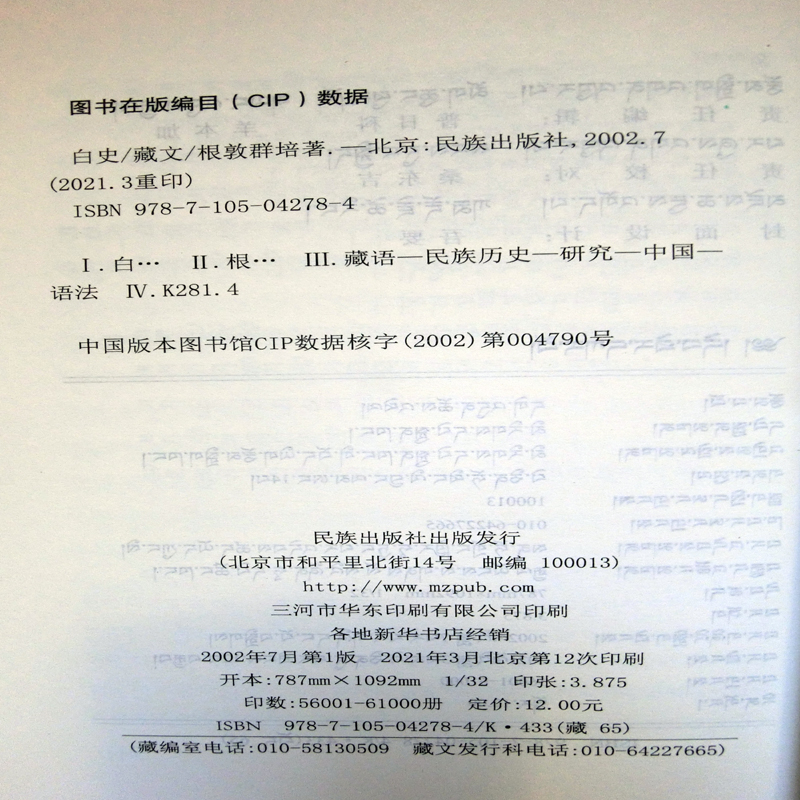 图书在版编目（CIP）数据
白史/藏文/根敦群培著.—北京:民族出版社,2002.7
(2021.3重印)
ISBN 978-7-105-04278-4
Ⅰ.白… Ⅱ.根… Ⅲ.藏语—民族历史—研究—中国—
语法 Ⅳ.K281.4
中国版本图书馆CIP数据核字(2002)第004790号
民族出版社出版发行
(北京市和平里北街14号 邮编 100013)
http://www.mzpub.com
三河市华东印刷有限公司印刷
各地新华书店经销
2002年7月第1版 2021年3月北京第12次印刷
开本:787mm×1092mm 1/32 印张:3.875
印数:56001-61000册 定价:12.00元
ISBN 978-7-105-04278-4/K·433(藏 65)
(藏编室电话:010-58130509 藏文发行科电话:010-64227665)